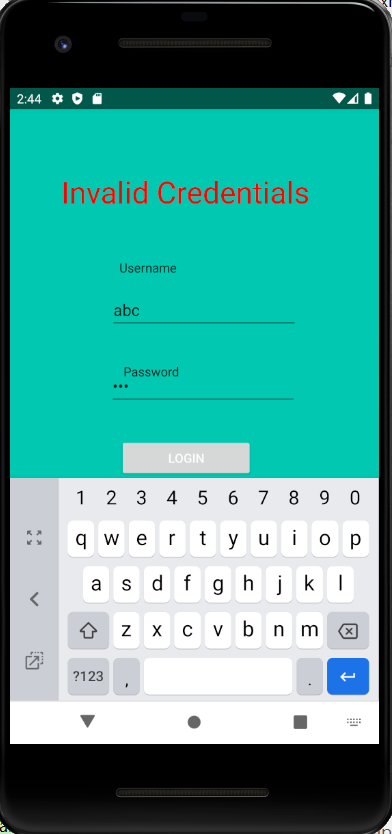 2:44
Invalid Credentials
Username
abc
Password
•••
LOGIN
1 2 3 4 5 6 7 8 9 0
q w e r t y u i o p
a s d f g h j k l
z x c v b n m
?123 , .